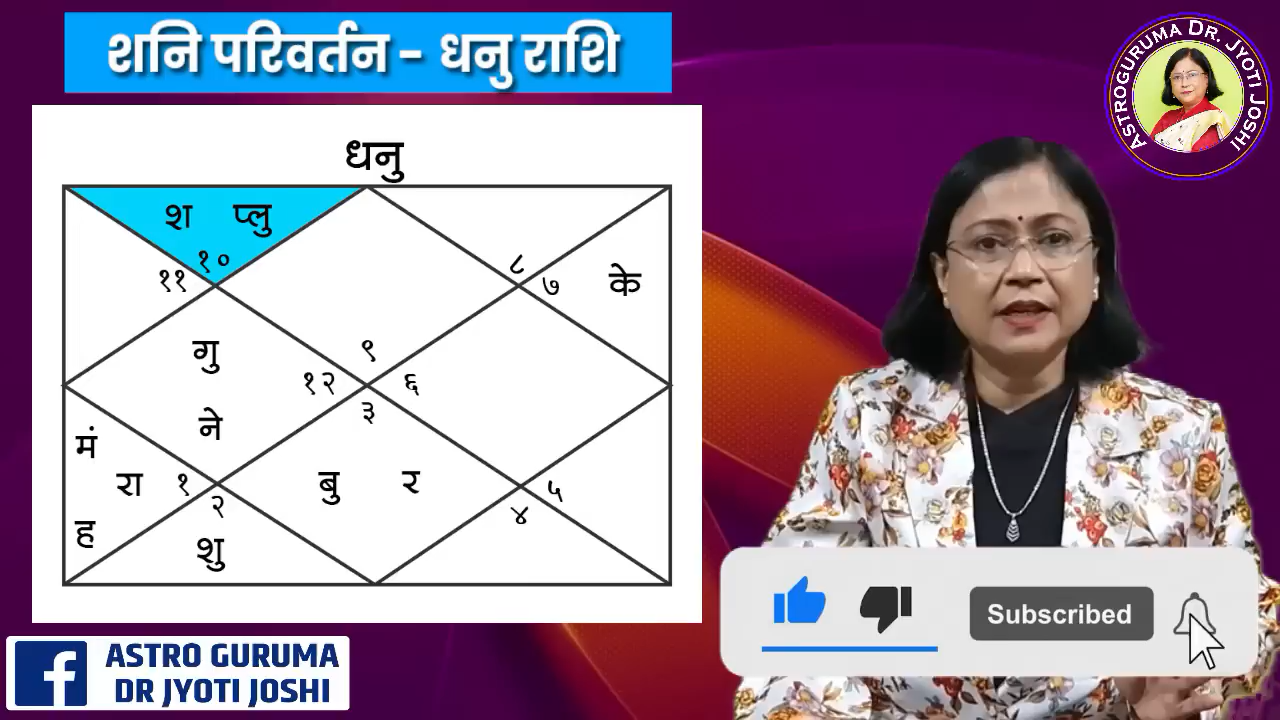 शनि परिवर्तन - धनु राशि
ASTROGURUMA DR. JYOTI JOSHI
धनु
श प्लु
१०
११
८
७
के
गु
९
१२
६
३
ने
मं
रा
१
२
बु
र
५
४
ह
शु
Subscribed
ASTRO GURUMA
DR JYOTI JOSHI